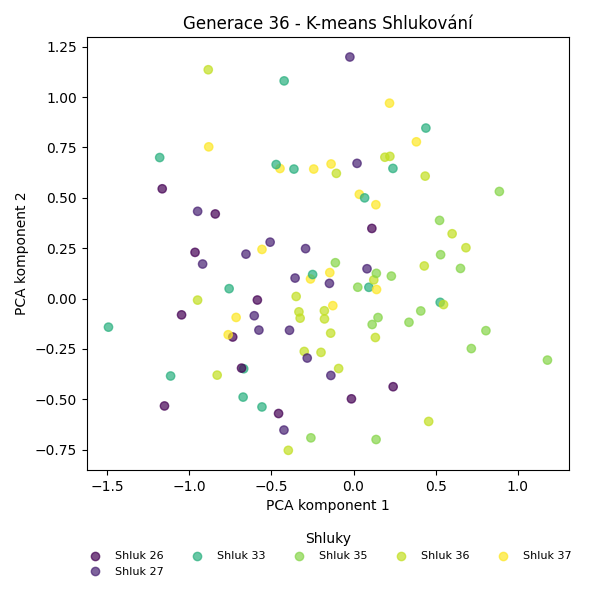 Generace 36 - K-means Shlukování
1.25
1.00
0.75
0.50
0.25
0.00
−0.25
−0.50
−0.75
PCA komponent 2
−1.5 −1.0 −0.5 0.0 0.5 1.0
PCA komponent 1
Shluky
Shluk 26 Shluk 33 Shluk 35 Shluk 36 Shluk 37
Shluk 27